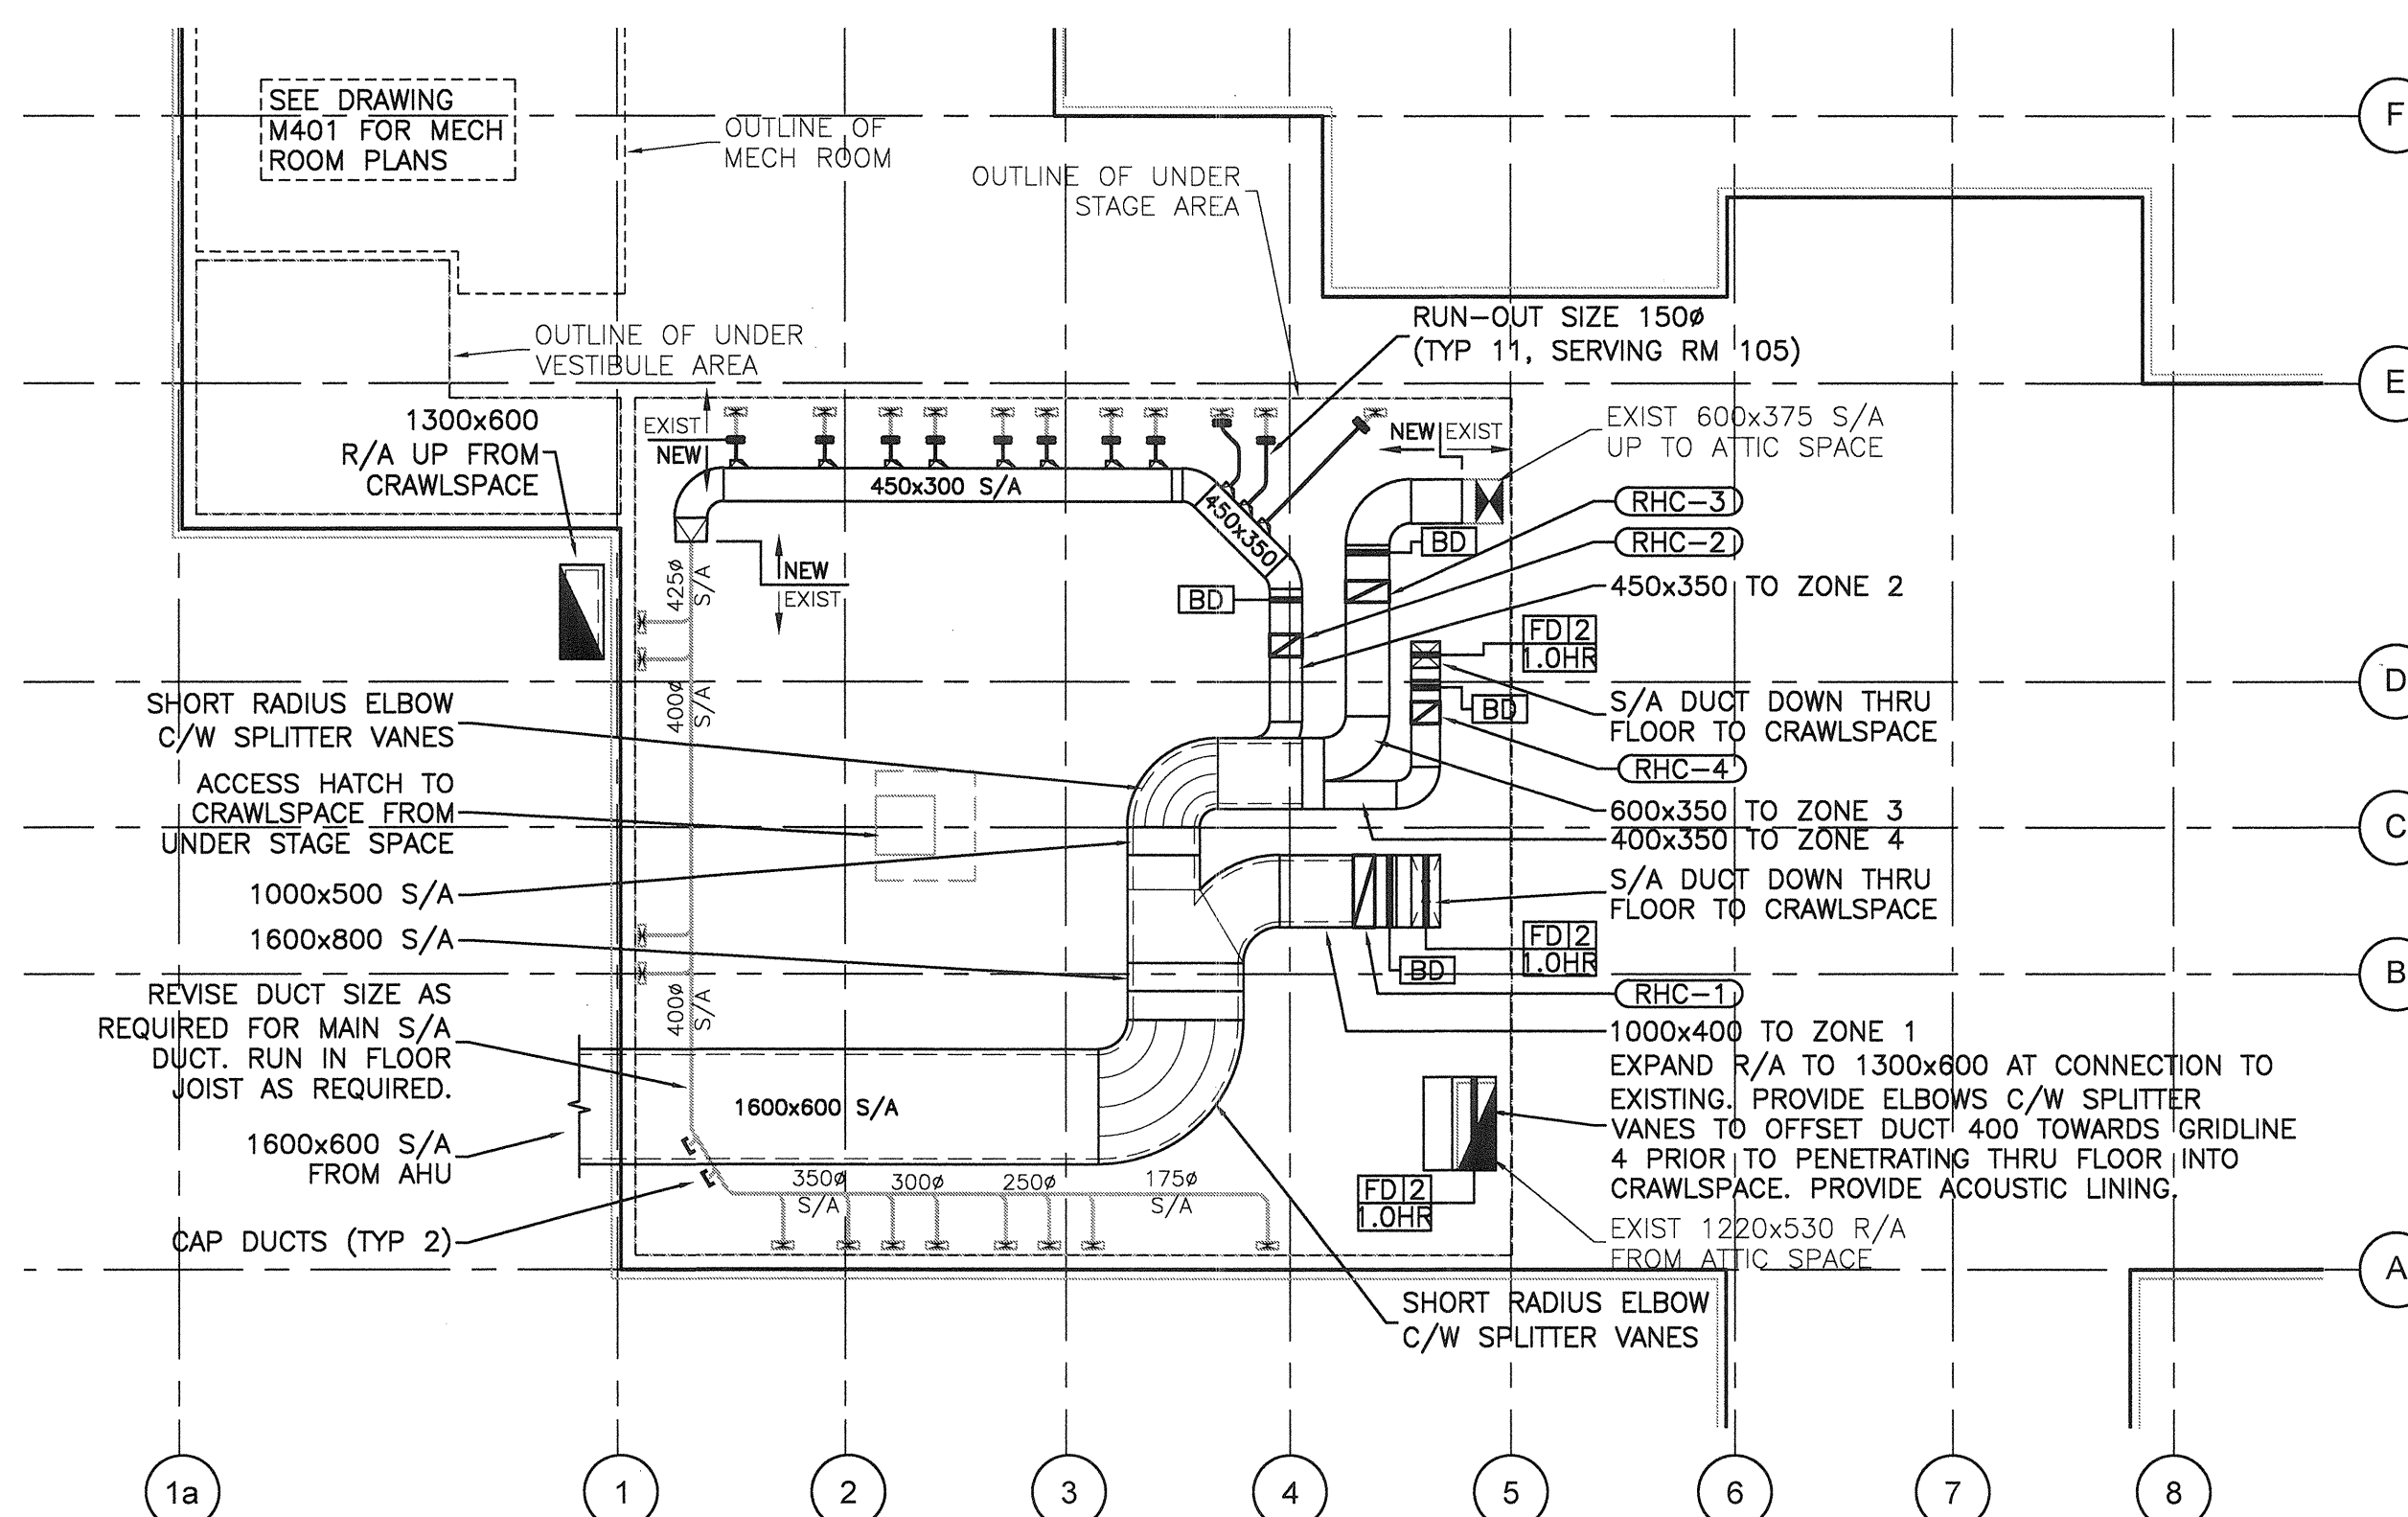 SEE DRAWING
M401 FOR MECH
ROOM PLANS
OUTLINE OF
MECH ROOM
OUTLINE OF UNDER
STAGE AREA
F
OUTLINE OF UNDER
VESTIBULE AREA
RUN-OUT SIZE 150ø
(TYP 11, SERVING RM 105)
E
1300x600
R/A UP FROM
CRAWLSPACE
EXIST
NEW
450x300 S/A
450x350
NEW
EXIST
EXIST 600x375 S/A
UP TO ATTIC SPACE
RHC-3
RHC-2
BD
450x350 TO ZONE 2
425ø
S/A
NEW
EXIST
BD
FD 2
1.0HR
D
400ø
S/A
SHORT RADIUS ELBOW
C/W SPLITTER VANES
BD
S/A DUCT DOWN THRU
FLOOR TO CRAWLSPACE
RHC-4
ACCESS HATCH TO
CRAWLSPACE FROM
UNDER STAGE SPACE
600x350 TO ZONE 3
400x350 TO ZONE 4
C
1000x500 S/A
S/A DUCT DOWN THRU
FLOOR TO CRAWLSPACE
1600x800 S/A
FD 2
1.0HR
BD
B
RHC-1
400ø
S/A
REVISE DUCT SIZE AS
REQUIRED FOR MAIN S/A
DUCT. RUN IN FLOOR
JOIST AS REQUIRED.
1000x400 TO ZONE 1
EXPAND R/A TO 1300x600 AT CONNECTION TO
EXISTING. PROVIDE ELBOWS C/W SPLITTER
VANES TO OFFSET DUCT 400 TOWARDS GRIDLINE
4 PRIOR TO PENETRATING THRU FLOOR INTO
CRAWLSPACE. PROVIDE ACOUSTIC LINING.
1600x600 S/A
1600x600 S/A
FROM AHU
350ø
S/A
300ø
250ø
175ø
S/A
FD 2
1.0HR
CAP DUCTS (TYP 2)
EXIST 1220x530 R/A
FROM ATTIC SPACE
A
SHORT RADIUS ELBOW
C/W SPLITTER VANES
1a
1
2
3
4
5
6
7
8